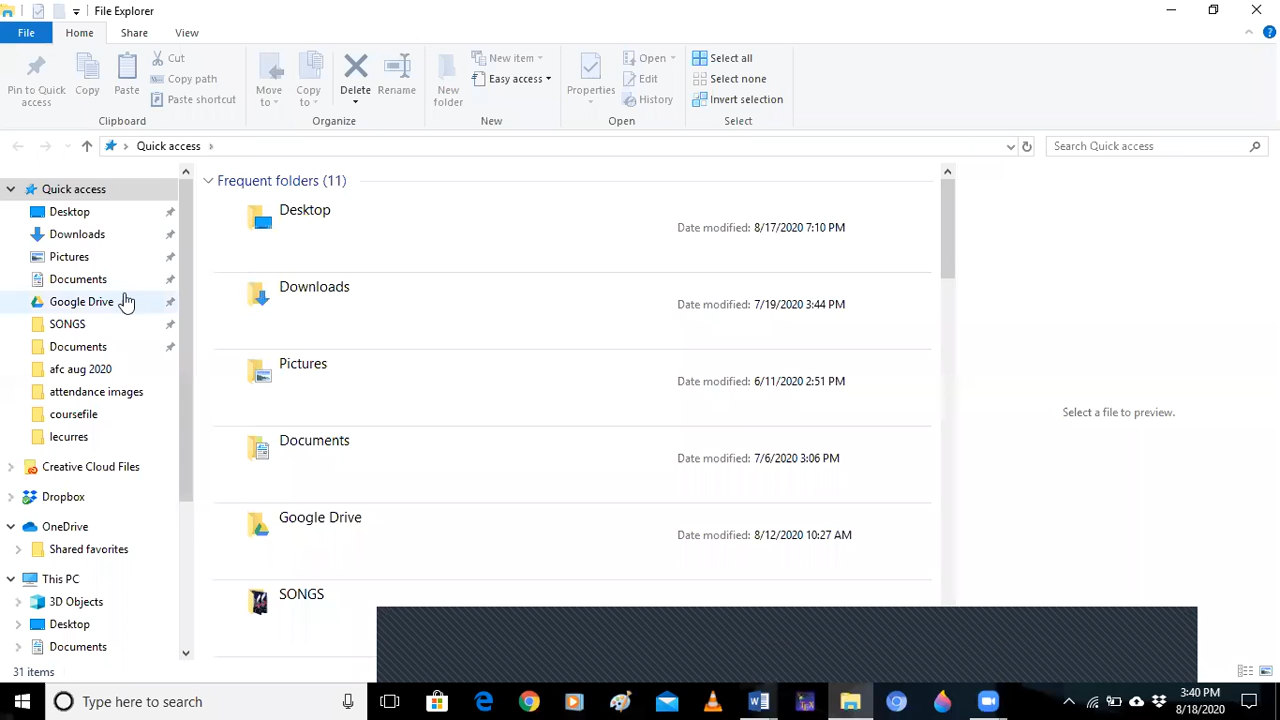 File Explorer
File Home Share View
Pin to Quick access
Copy
Paste
Cut
Copy path
Paste shortcut
Clipboard
Move to
Copy to
Delete
Rename
Organize
New folder
New item
Easy access
New
Properties
Open
Edit
History
Open
Select all
Select none
Invert selection
Select
Quick access
Search Quick access
Quick access
Desktop
Downloads
Pictures
Documents
Google Drive
SONGS
Documents
afc aug 2020
attendance images
coursefile
lecurres
Creative Cloud Files
Dropbox
OneDrive
Shared favorites
This PC
3D Objects
Desktop
Documents
Frequent folders (11)
Desktop
Date modified: 8/17/2020 7:10 PM
Downloads
Date modified: 7/19/2020 3:44 PM
Pictures
Date modified: 6/11/2020 2:51 PM
Documents
Date modified: 7/6/2020 3:06 PM
Google Drive
Date modified: 8/12/2020 10:27 AM
SONGS
Select a file to preview.
31 items
Type here to search
3:40 PM
8/18/2020